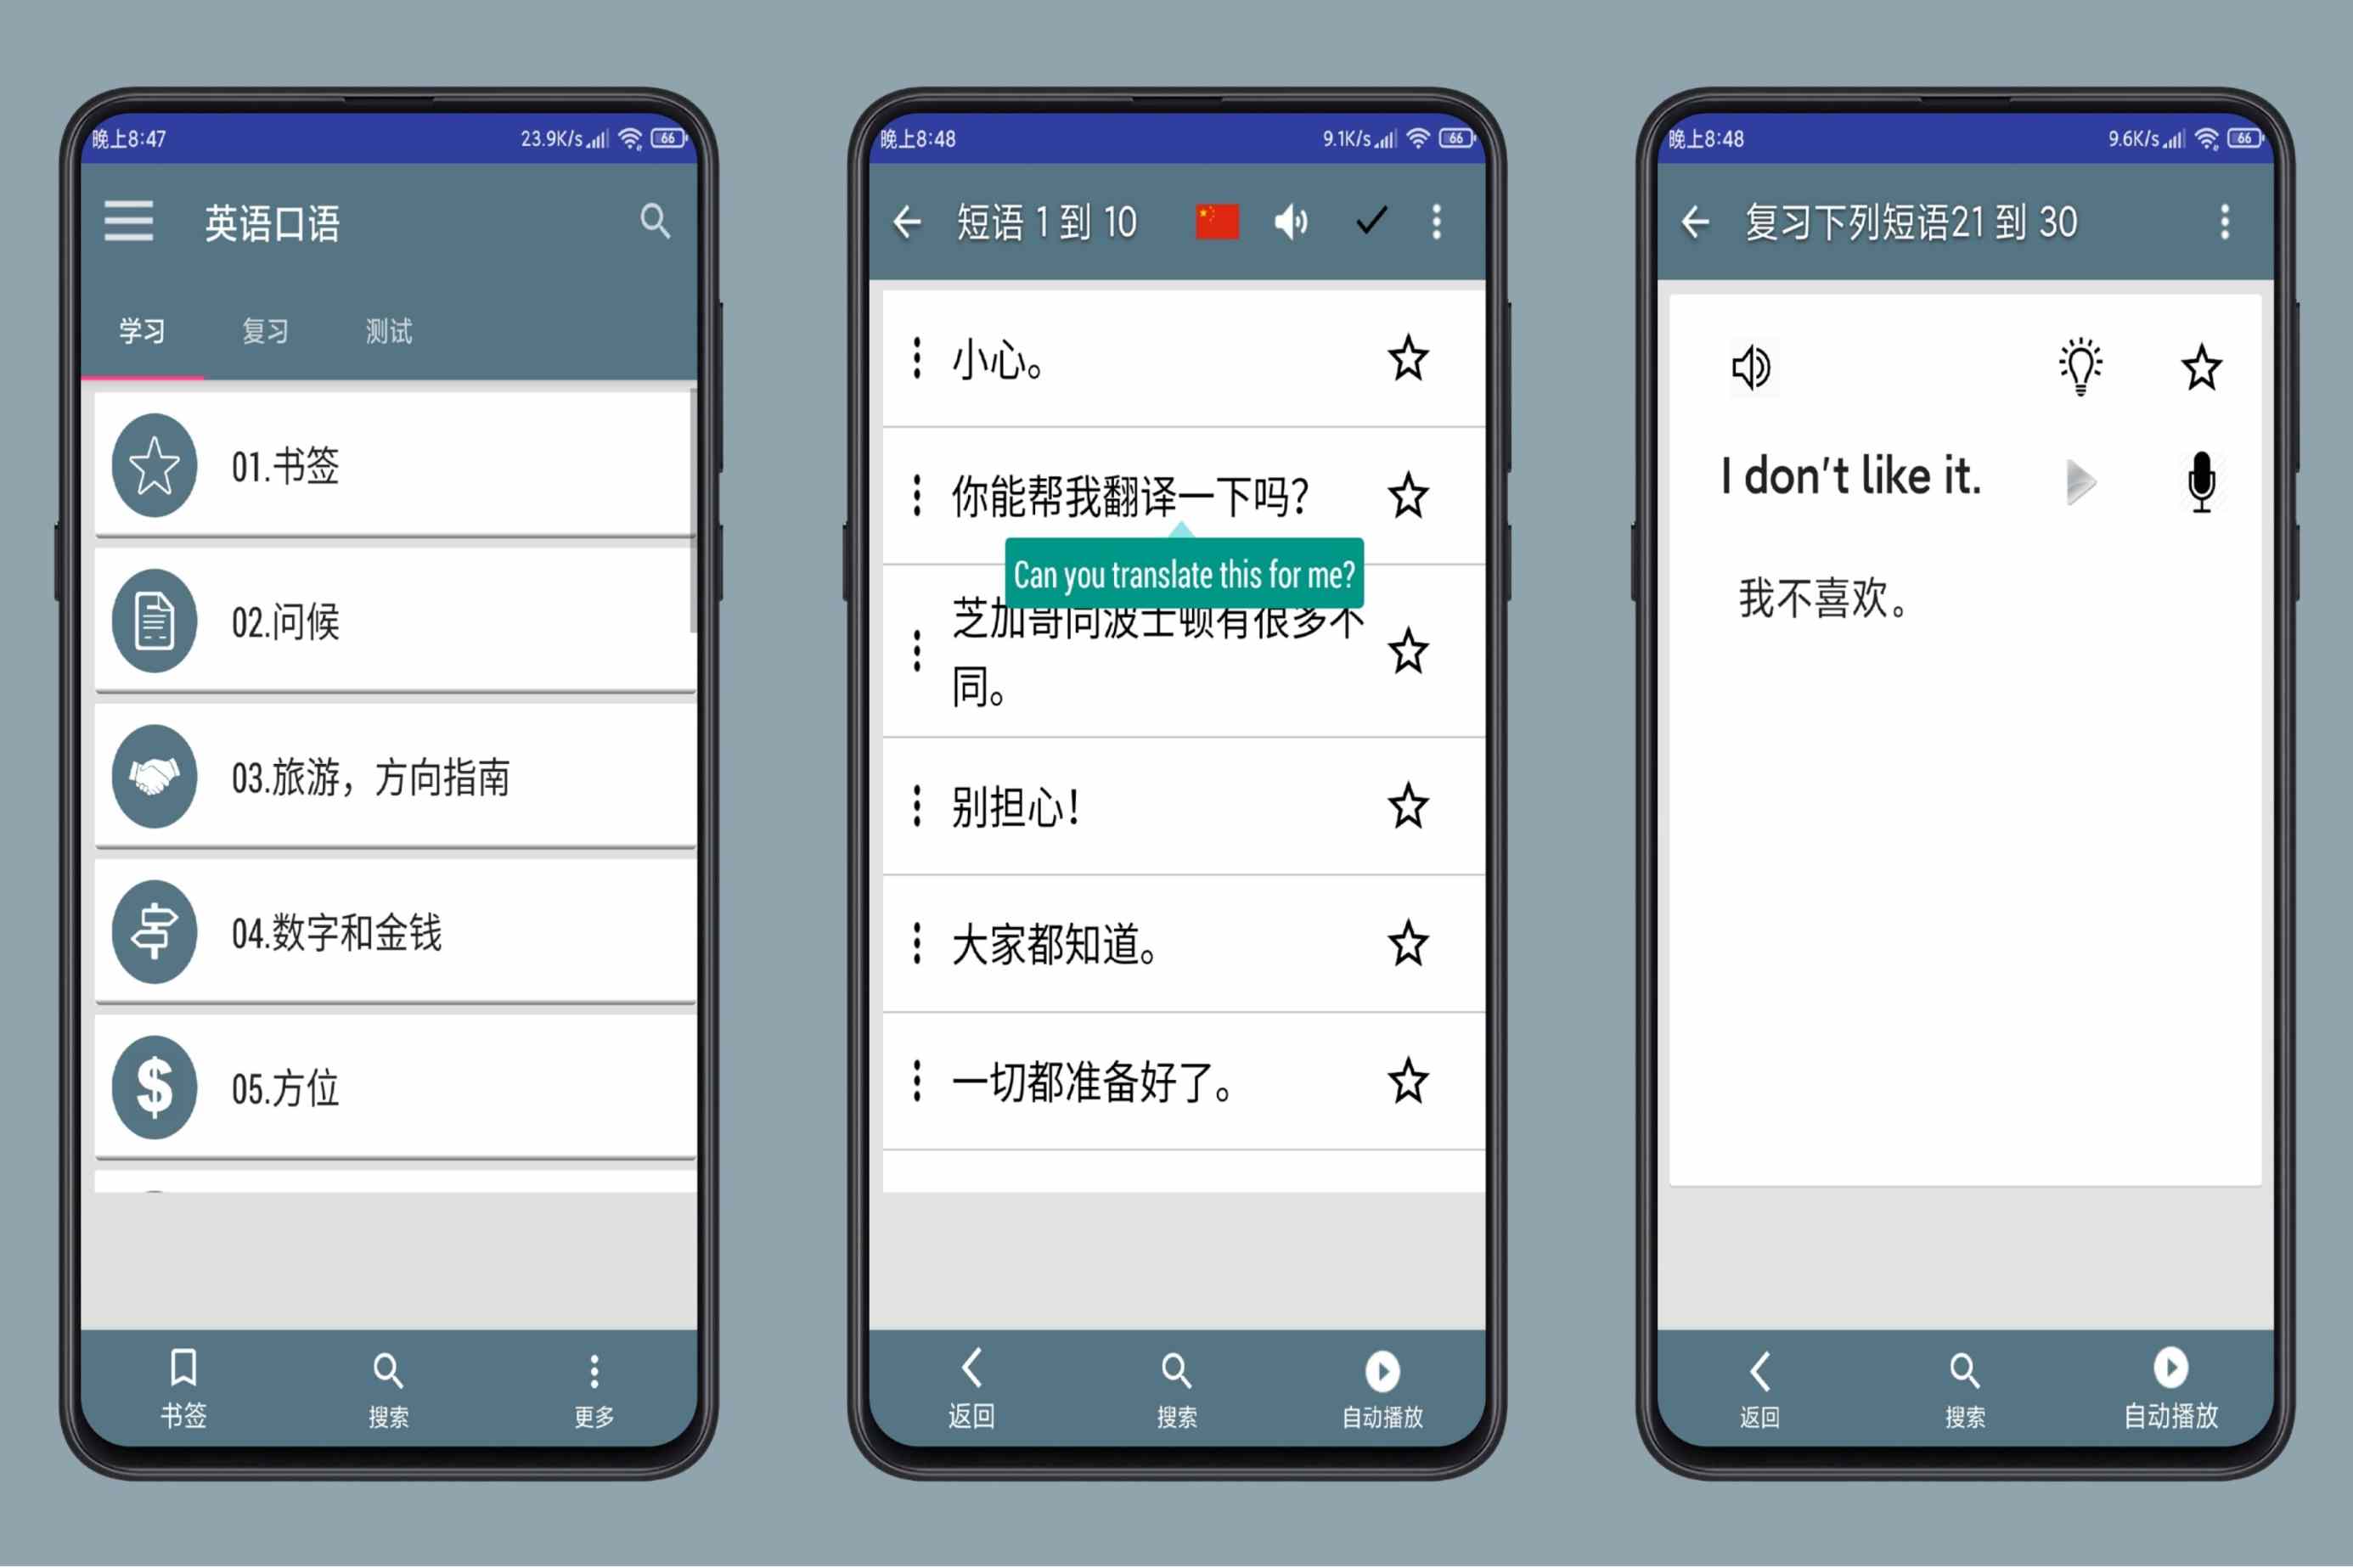 晚上8:47
23.9K/s
66
英语口语
学习
复习
测试
01.书签
02.问候
03.旅游，方向指南
04.数字和金钱
05.方位
书签
搜索
更多
晚上8:48
9.1K/s
66
短语 1 到 10
小心。
你能帮我翻译一下吗？
Can you translate this for me?
芝加哥同波士顿有很多不
同。
别担心！
大家都知道。
一切都准备好了。
返回
搜索
自动播放
晚上8:48
9.6K/s
66
复习下列短语21 到 30
I don't like it.
我不喜欢。
返回
搜索
自动播放